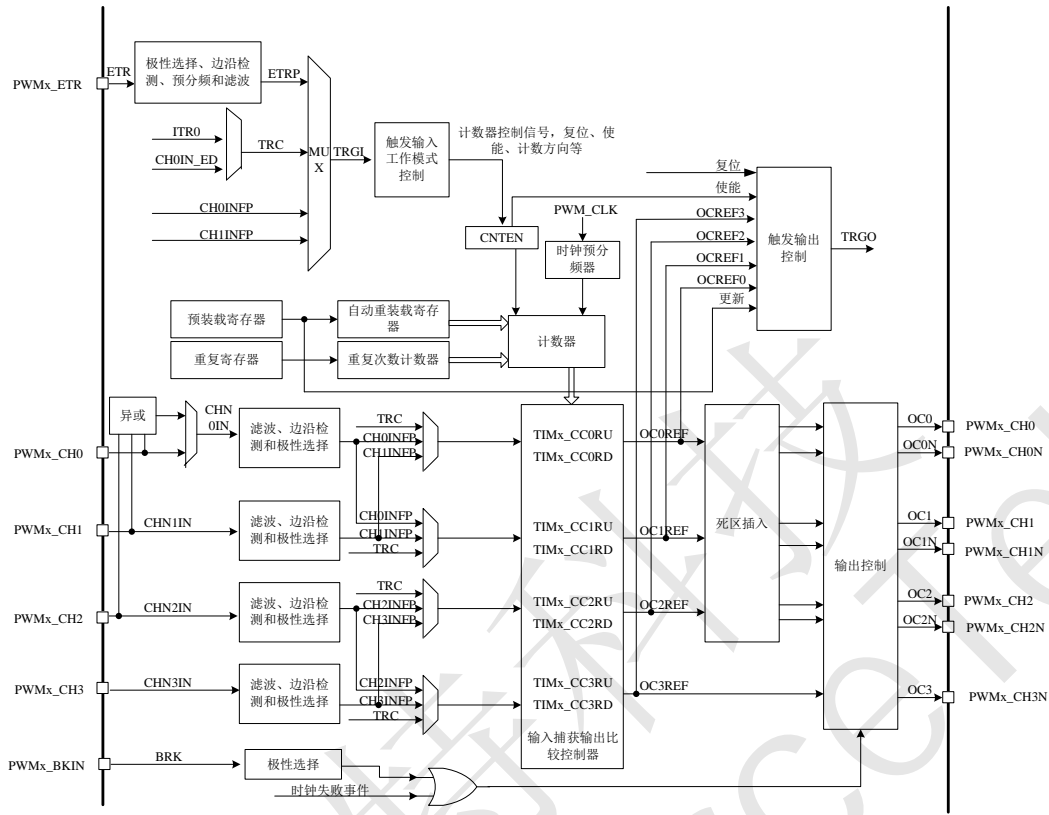 PWMx_ETR
ETR
极性选择、边沿检
测、预分频和滤波
ETRP
ITR0
CH0IN_ED
TRC
CH0INFP
CH1INFP
MU
X
TRGI
触发输入
工作模式
控制
计数器控制信号，复位、使
能、计数方向等
CNTEN
PWM_CLK
时钟预分
频器
复位
使能
OCREF3
OCREF2
OCREF1
OCREF0
更新
触发输出
控制
TRGO
预装载寄存器
自动重装载寄存
器
重复寄存器
重复次数计数器
计数器
PWMx_CH0
异或
CHN
0IN
滤波、边沿检
测和极性选择
TRC
CH0INFP
CH1INFP
TIMx_CC0RU
TIMx_CC0RD
OC0REF
PWMx_CH1
CHN1IN
滤波、边沿检
测和极性选择
CH0INFP
CH1INFP
TRC
TIMx_CC1RU
TIMx_CC1RD
OC1REF
PWMx_CH2
CHN2IN
滤波、边沿检
测和极性选择
TRC
CH2INFP
CH3INFP
TIMx_CC2RU
TIMx_CC2RD
OC2REF
PWMx_CH3
CHN3IN
滤波、边沿检
测和极性选择
CH2INFP
CH3INFP
TRC
TIMx_CC3RU
TIMx_CC3RD
OC3REF
输入捕获输出比
较控制器
死区插入
输出控制
OC0
PWMx_CH0
OC0N
PWMx_CH0N
OC1
PWMx_CH1
OC1N
PWMx_CH1N
OC2
PWMx_CH2
OC2N
PWMx_CH2N
OC3
PWMx_CH3N
PWMx_BKIN
BRK
极性选择
时钟失败事件